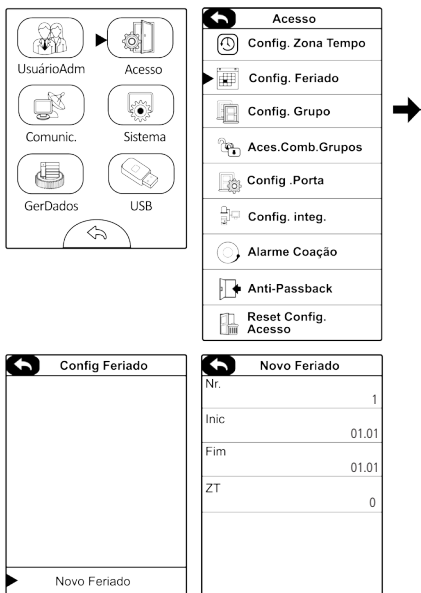 UsuárioAdm
Acesso
Comunic.
Sistema
GerDados
USB
Acesso
Config. Zona Tempo
Config. Feriado
Config. Grupo
Aces.Comb.Grupos
Config .Porta
Config. integ.
Alarme Coação
Anti-Passback
Reset Config.
Acesso
Config Feriado
Novo Feriado
Novo Feriado
Nr.
1
Inic
01.01
Fim
01.01
ZT
0